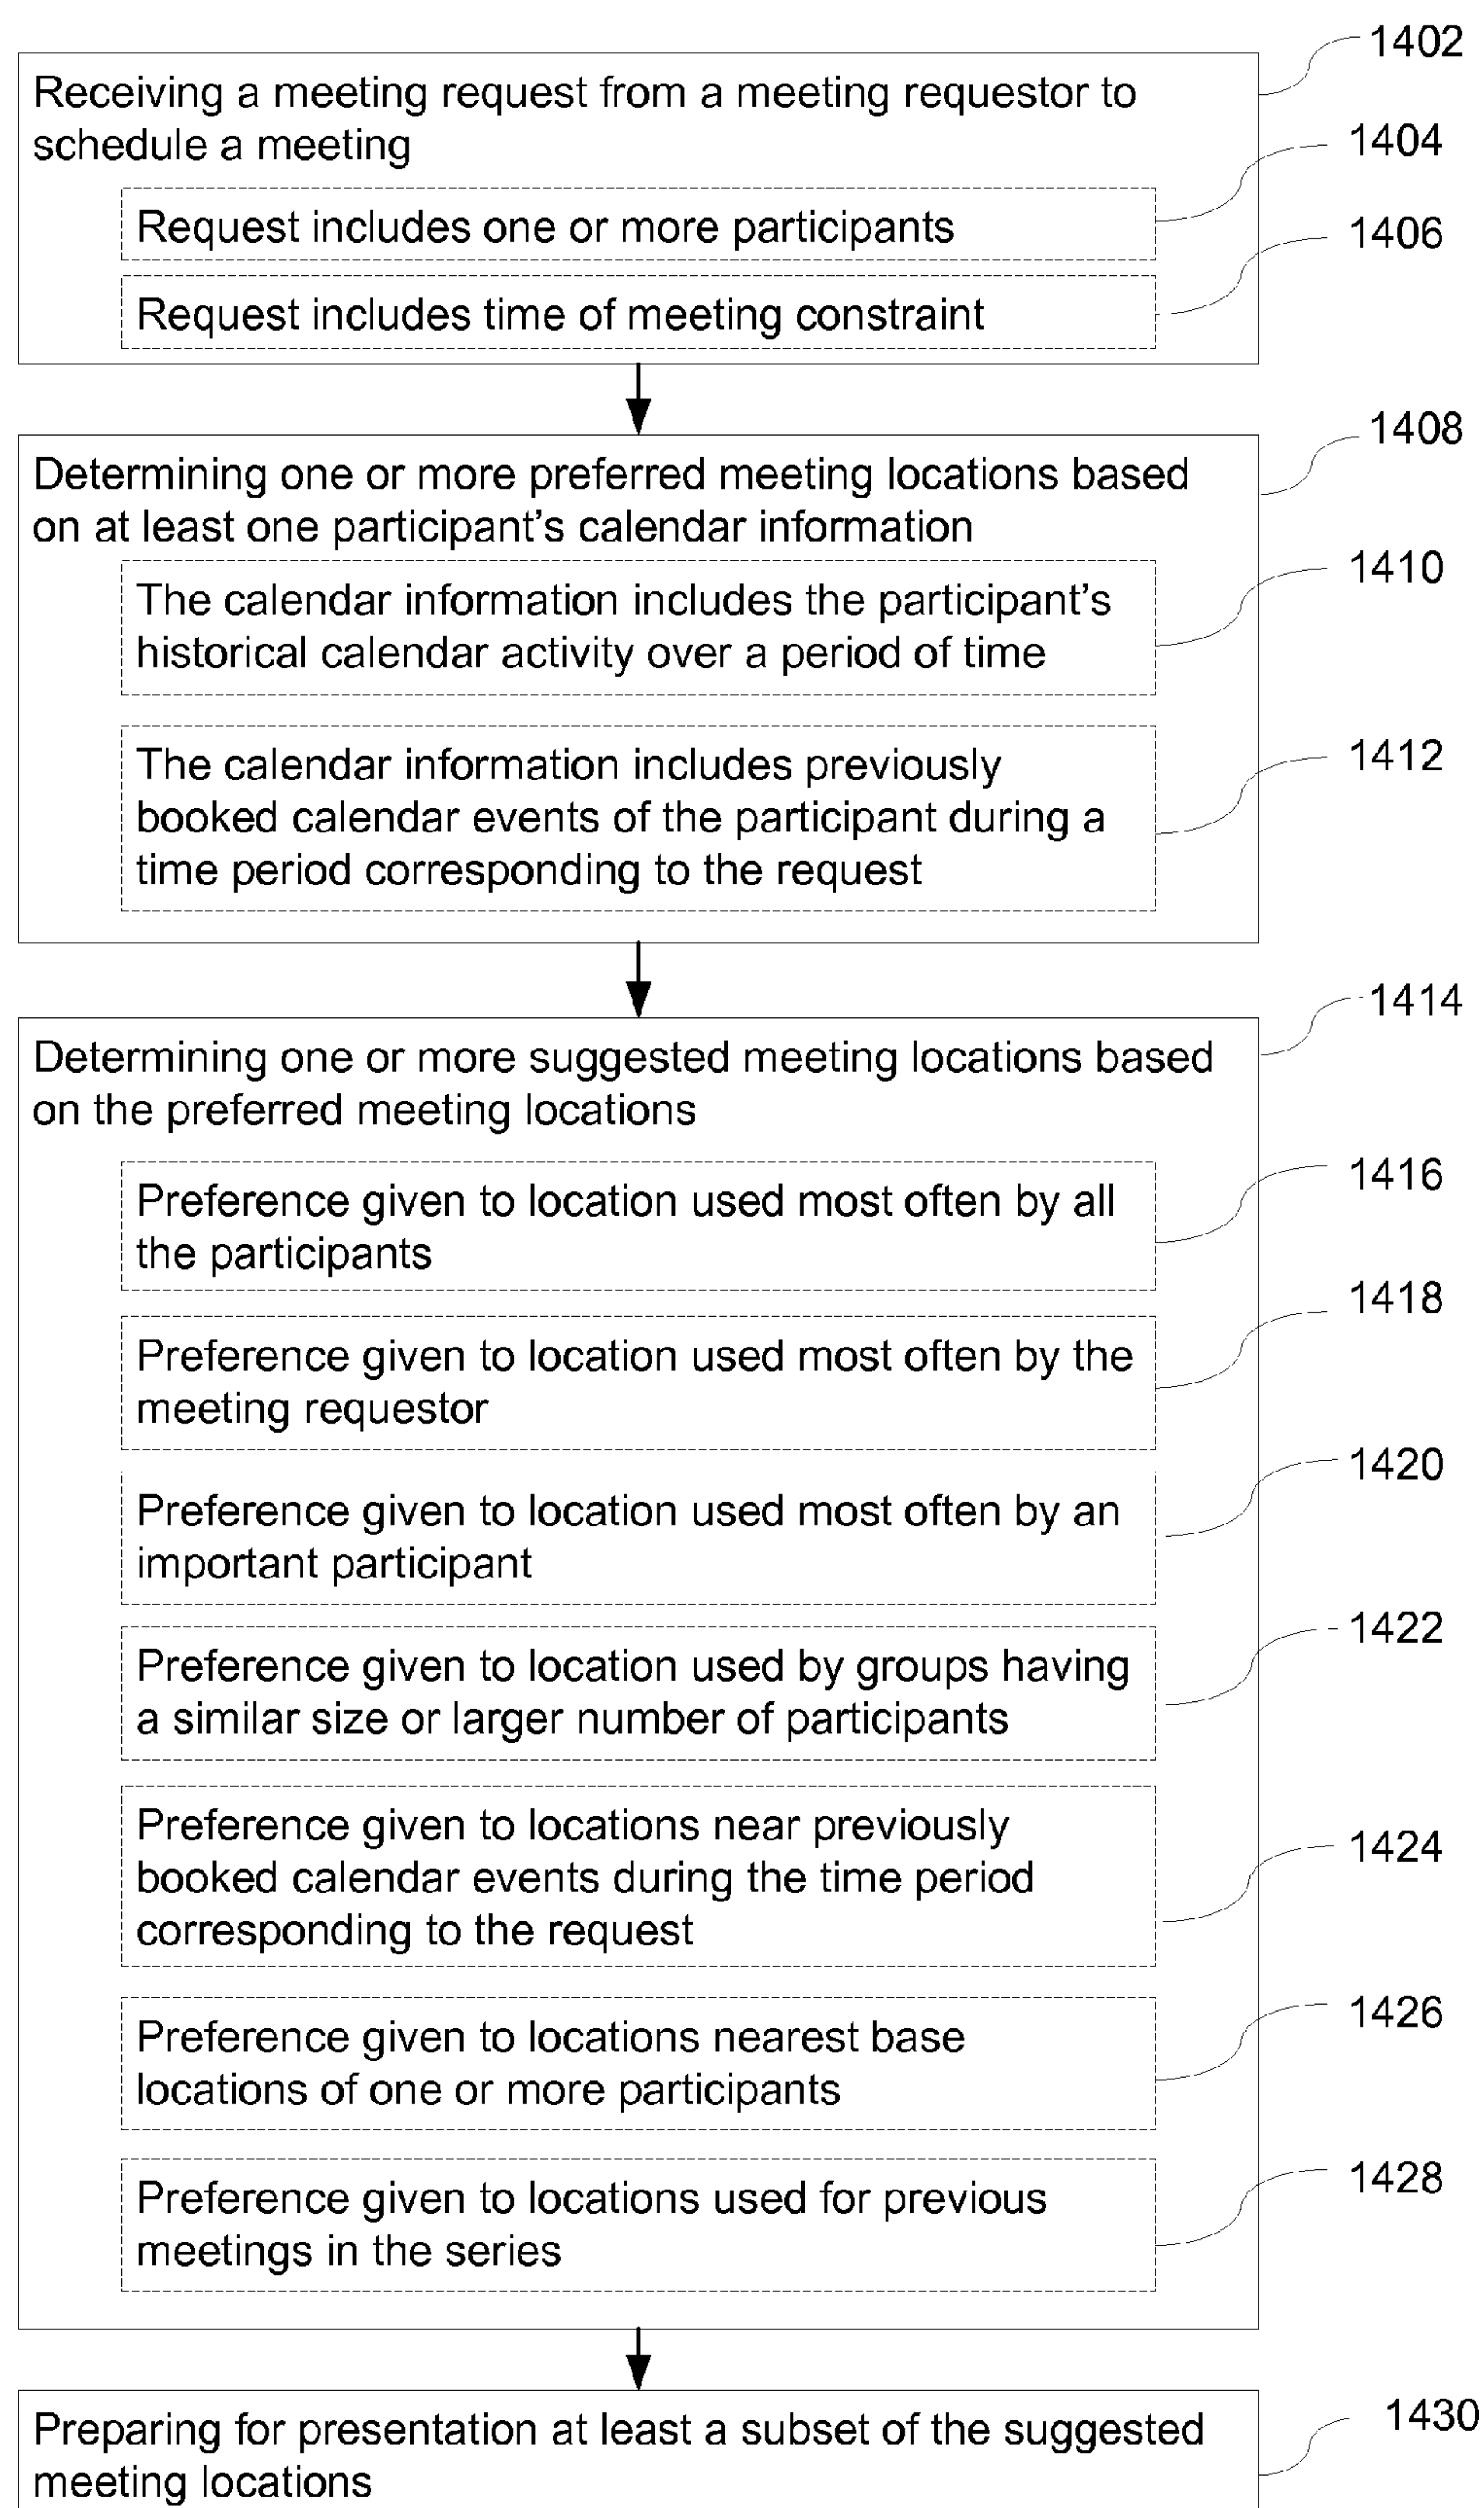 1402
Receiving a meeting request from a meeting requestor to
schedule a meeting
1404
Request includes one or more participants
1406
Request includes time of meeting constraint
1408
Determining one or more preferred meeting locations based
on at least one participant's calendar information
1410
The calendar information includes the participant's
historical calendar activity over a period of time
1412
The calendar information includes previously
booked calendar events of the participant during a
time period corresponding to the request
1414
Determining one or more suggested meeting locations based
on the preferred meeting locations
1416
Preference given to location used most often by all
the participants
1418
Preference given to location used most often by the
meeting requestor
1420
Preference given to location used most often by an
important participant
1422
Preference given to location used by groups having
a similar size or larger number of participants
1424
Preference given to locations near previously
booked calendar events during the time period
corresponding to the request
1426
Preference given to locations nearest base
locations of one or more participants
1428
Preference given to locations used for previous
meetings in the series
1430
Preparing for presentation at least a subset of the suggested
meeting locations